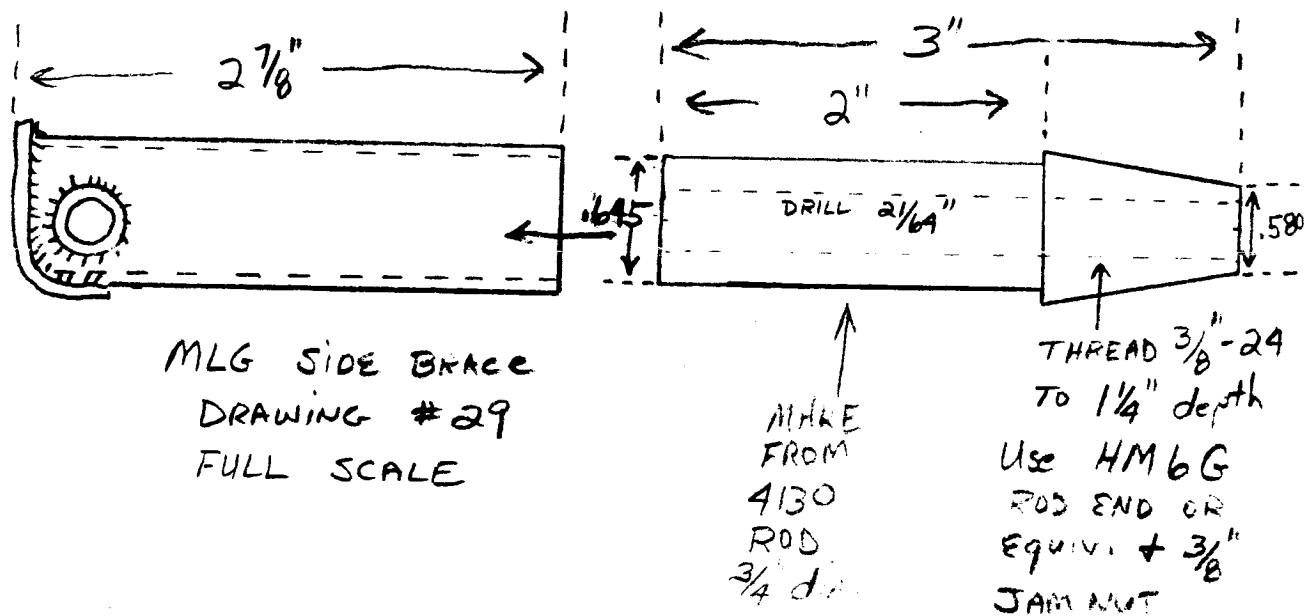 2 7/8"
3"
2"
.645
DRILL 21/64"
.580
MLG SIDE BRACE
DRAWING #29
FULL SCALE
MAKE
FROM
4130
ROD
3/4 dia
THREAD 3/8"-24
TO 1 1/4" depth
Use HM6G
ROD END OR
Equiv. & 3/8"
JAM NUT